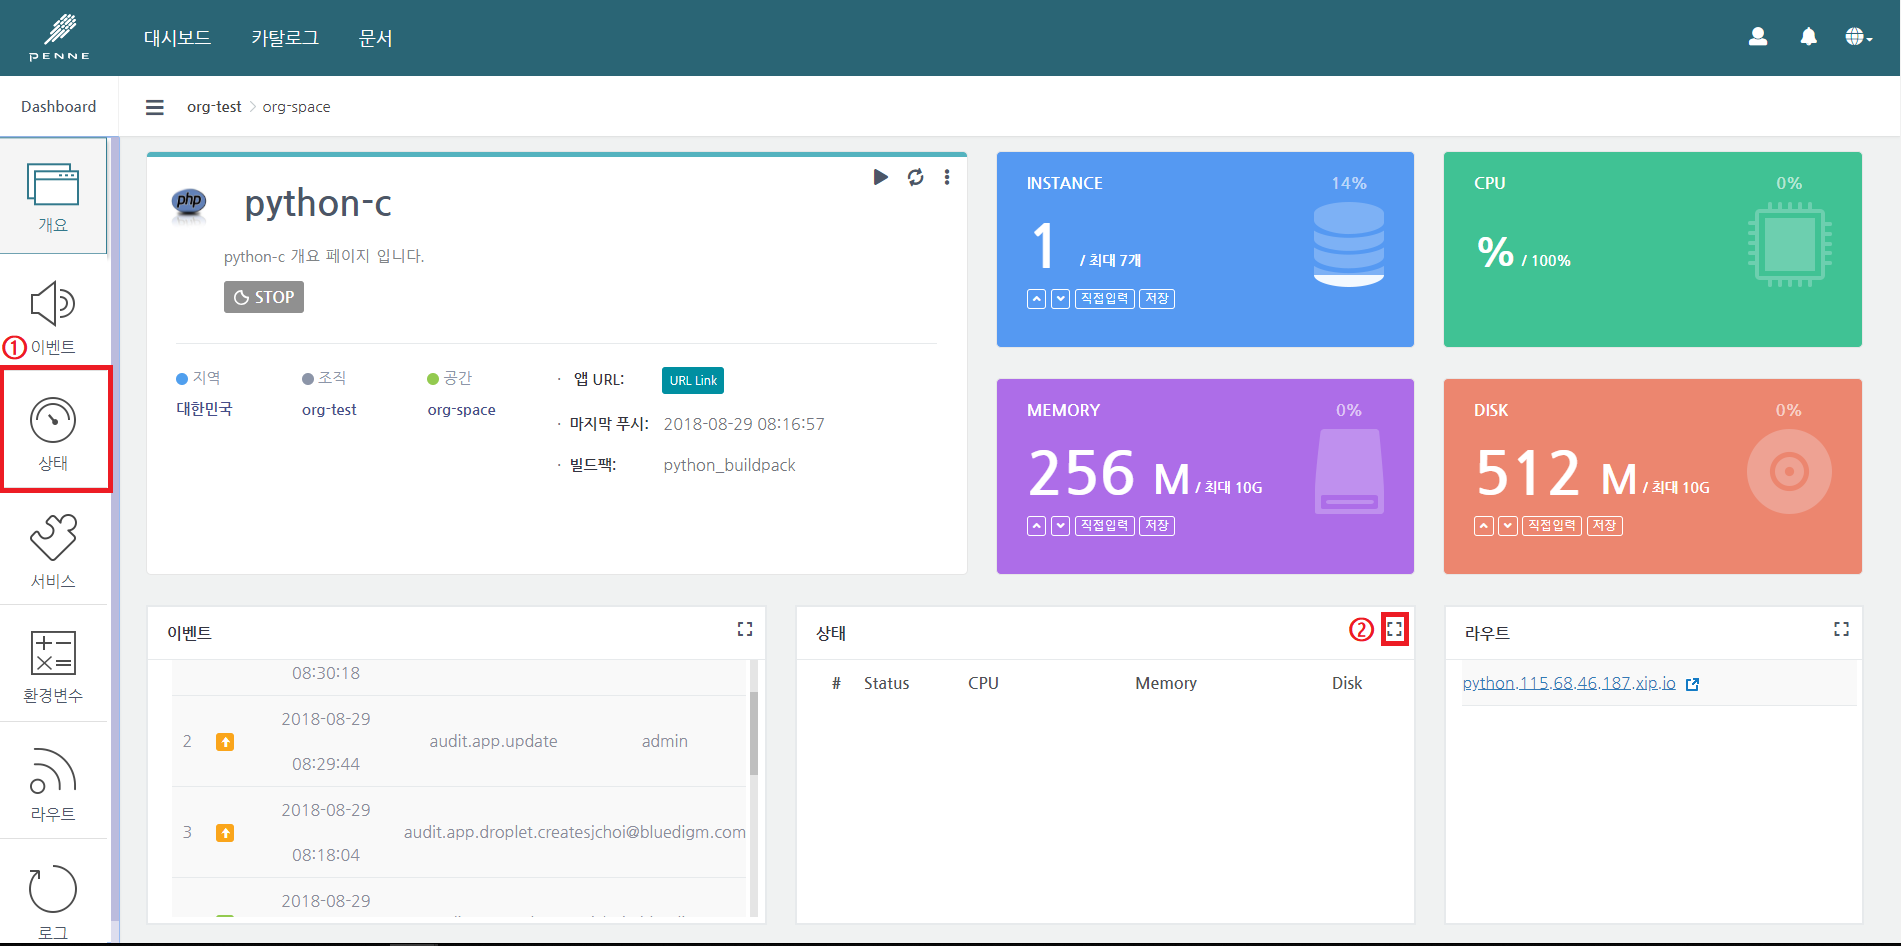 PENNE
대시보드 카탈로그 문서
Dashboard
org-test > org-space
개요
① 이벤트
상태
서비스
환경변수
라우트
로그
php
python-c
python-c 개요 페이지 입니다.
STOP
지역 조직 공간
대한민국 org-test org-space
· 앱 URL: URL Link
· 마지막 푸시: 2018-08-29 08:16:57
· 빌드팩: python_buildpack
INSTANCE 14%
1 / 최대 7개
직접입력 저장
CPU 0%
% / 100%
MEMORY 0%
256 M / 최대 10G
직접입력 저장
DISK 0%
512 M / 최대 10G
직접입력 저장
이벤트
08:30:18
2018-08-29
2 audit.app.update admin
08:29:44
2018-08-29
3 audit.app.droplet.createsjchoi@bluedigm.com
08:18:04
2018-08-29
상태 ②
# Status CPU Memory Disk
라우트
python.115.68.46.187.xip.io